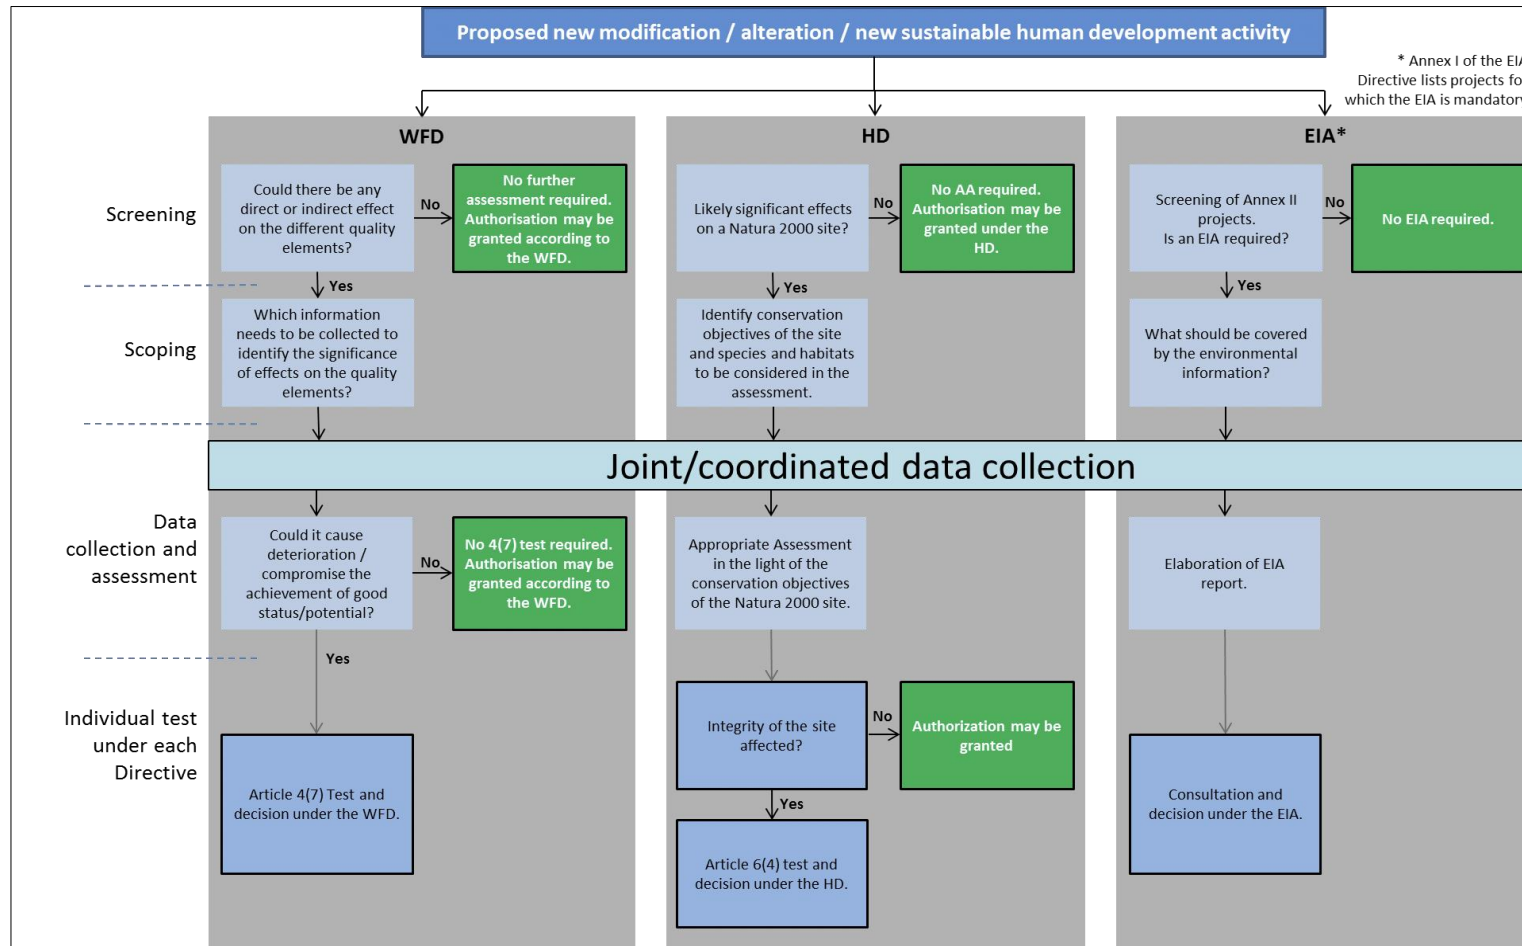 Proposed new modification / alteration / new sustainable human development activity
* Annex I of the EIA
Directive lists projects fo
which the EIA is mandatory
WFD
HD
EIA*
Screening
Could there be any
direct or indirect effect
on the different quality
elements?
No
No further
assessment required.
Authorisation may be
granted according to
the WFD.
Likely significant effects
on a Natura 2000 site?
No
No AA required.
Authorisation may be
granted under the
HD.
Screening of Annex II
projects.
Is an EIA required?
No
No EIA required.
Yes
Yes
Yes
Scoping
Which information
needs to be collected to
identify the significance
of effects on the quality
elements?
Identify conservation
objectives of the site
and species and habitats
to be considered in the
assessment.
What should be covered
by the environmental
information?
Joint/coordinated data collection
Data
collection and
assessment
Could it cause
deterioration /
compromise the
achievement of good
status/potential?
No
No 4(7) test required.
Authorisation may be
granted according to
the WFD.
Appropriate Assessment
in the light of the
conservation objectives
of the Natura 2000 site.
Elaboration of EIA
report.
Yes
Individual test
under each
Directive
Article 4(7) Test and
decision under the WFD.
Integrity of the site
affected?
No
Authorization may be
granted
Yes
Article 6(4) test and
decision under the HD.
Consultation and
decision under the EIA.